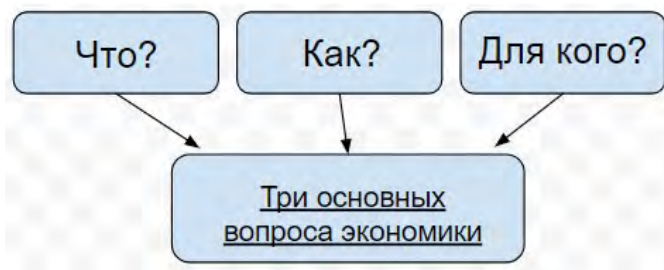 Что?
Как?
Для кого?
Три основных
вопроса экономики